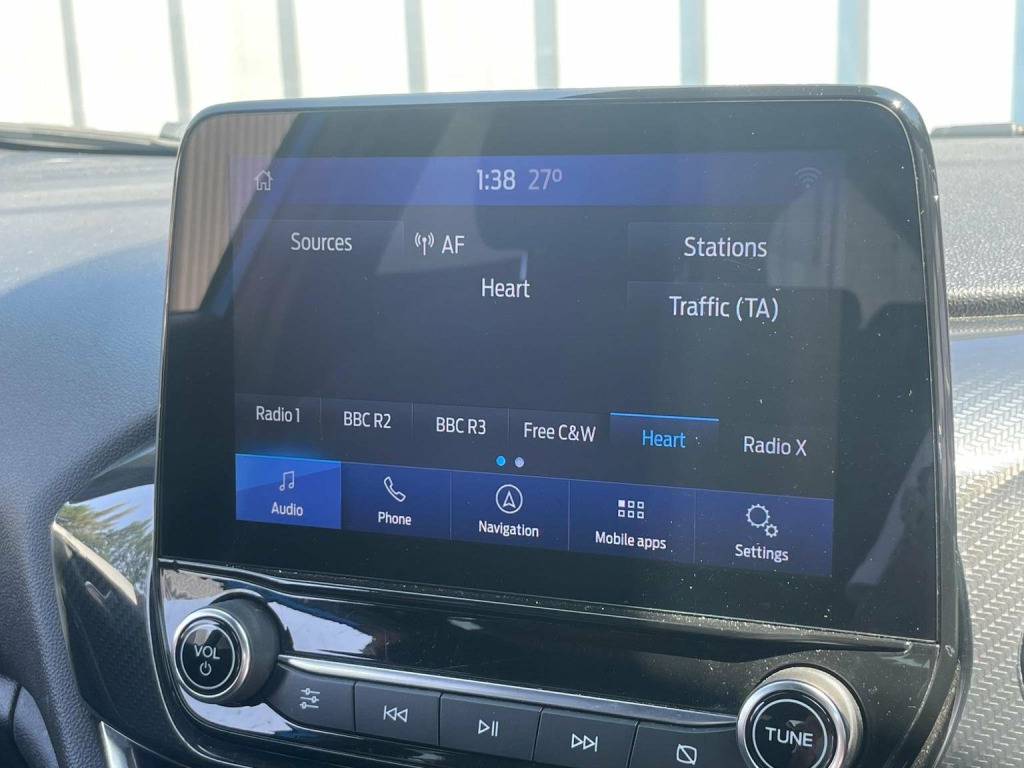 1:38 27°
Sources
AF
Stations
Heart
Traffic (TA)
Radio 1
BBC R2
BBC R3
Free C&W
Heart
Radio X
Audio
Phone
Navigation
Mobile apps
Settings
VOL
TUNE